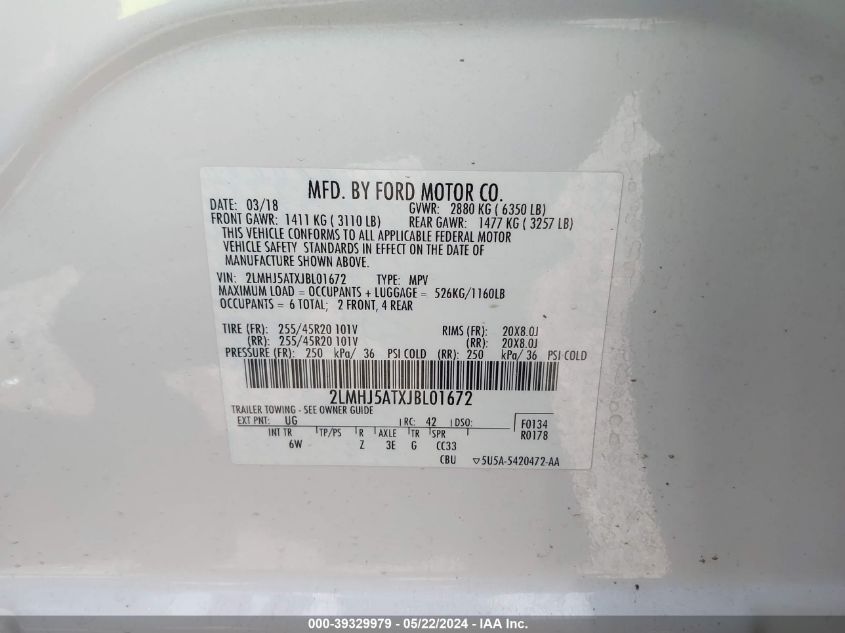 MFD. BY FORD MOTOR CO.
DATE: 03/18 GVWR: 2880 KG ( 6350 LB)
FRONT GAWR: 1411 KG ( 3110 LB) REAR GAWR: 1477 KG ( 3257 LB)
THIS VEHICLE CONFORMS TO ALL APPLICABLE FEDERAL MOTOR
VEHICLE SAFETY STANDARDS IN EFFECT ON THE DATE OF
MANUFACTURE SHOWN ABOVE.
VIN: 2LMHJ5ATXJBL01672 TYPE: MPV
MAXIMUM LOAD = OCCUPANTS + LUGGAGE = 526KG/1160LB
OCCUPANTS = 6 TOTAL; 2 FRONT, 4 REAR
TIRE (FR): 255/45R20 101V RIMS (FR): 20X8.0J
(RR): 255/45R20 101V (RR): 20X8.0J
PRESSURE (FR): 250 kPa/ 36 PSI COLD (RR): 250 kPa/ 36 PSI COLD
2LMHJ5ATXJBL01672
TRAILER TOWING - SEE OWNER GUIDE
EXT PNT: UG RC: 42 DSO: F0134
INT TR TP/PS R AXLE TR SPR R0178
6W Z 3E G CC33
CBU ▽5U5A-5420472-AA
000-39329979 - 05/22/2024 - IAA Inc.